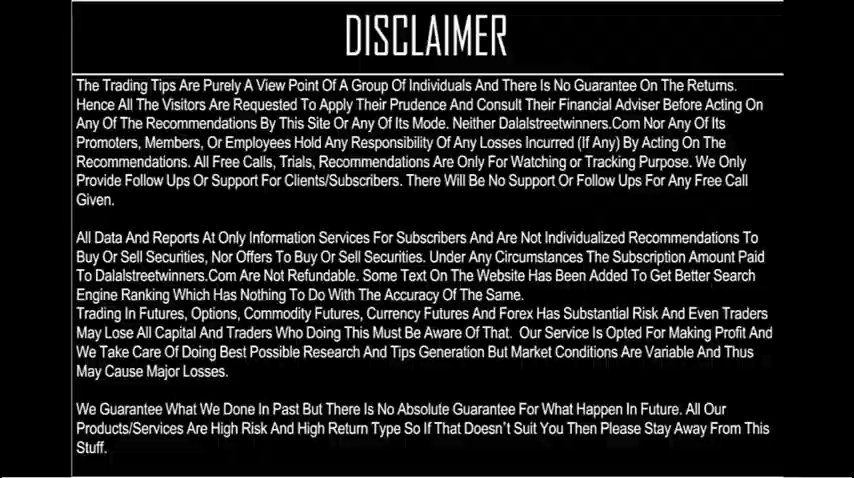 DISCLAIMER
The Trading Tips Are Purely A View Point Of A Group Of Individuals And There Is No Guarantee On The Returns.
Hence All The Visitors Are Requested To Apply Their Prudence And Consult Their Financial Adviser Before Acting On
Any Of The Recommendations By This Site Or Any Of Its Mode. Neither Dalalstreetwinners.Com Nor Any Of Its
Promoters, Members, Or Employees Hold Any Responsibility Of Any Losses Incurred (If Any) By Acting On The
Recommendations. All Free Calls, Trials, Recommendations Are Only For Watching or Tracking Purpose. We Only
Provide Follow Ups Or Support For Clients/Subscribers. There Will Be No Support Or Follow Ups For Any Free Call
Given.
All Data And Reports At Only Information Services For Subscribers And Are Not Individualized Recommendations To
Buy Or Sell Securities, Nor Offers To Buy Or Sell Securities. Under Any Circumstances The Subscription Amount Paid
To Dalalstreetwinners.Com Are Not Refundable. Some Text On The Website Has Been Added To Get Better Search
Engine Ranking Which Has Nothing To Do With The Accuracy Of The Same.
Trading In Futures, Options, Commodity Futures, Currency Futures And Forex Has Substantial Risk And Even Traders
May Lose All Capital And Traders Who Doing This Must Be Aware Of That. Our Service Is Opted For Making Profit And
We Take Care Of Doing Best Possible Research And Tips Generation But Market Conditions Are Variable And Thus
May Cause Major Losses.
We Guarantee What We Done In Past But There Is No Absolute Guarantee For What Happen In Future. All Our
Products/Services Are High Risk And High Return Type So If That Doesn't Suit You Then Please Stay Away From This
Stuff.